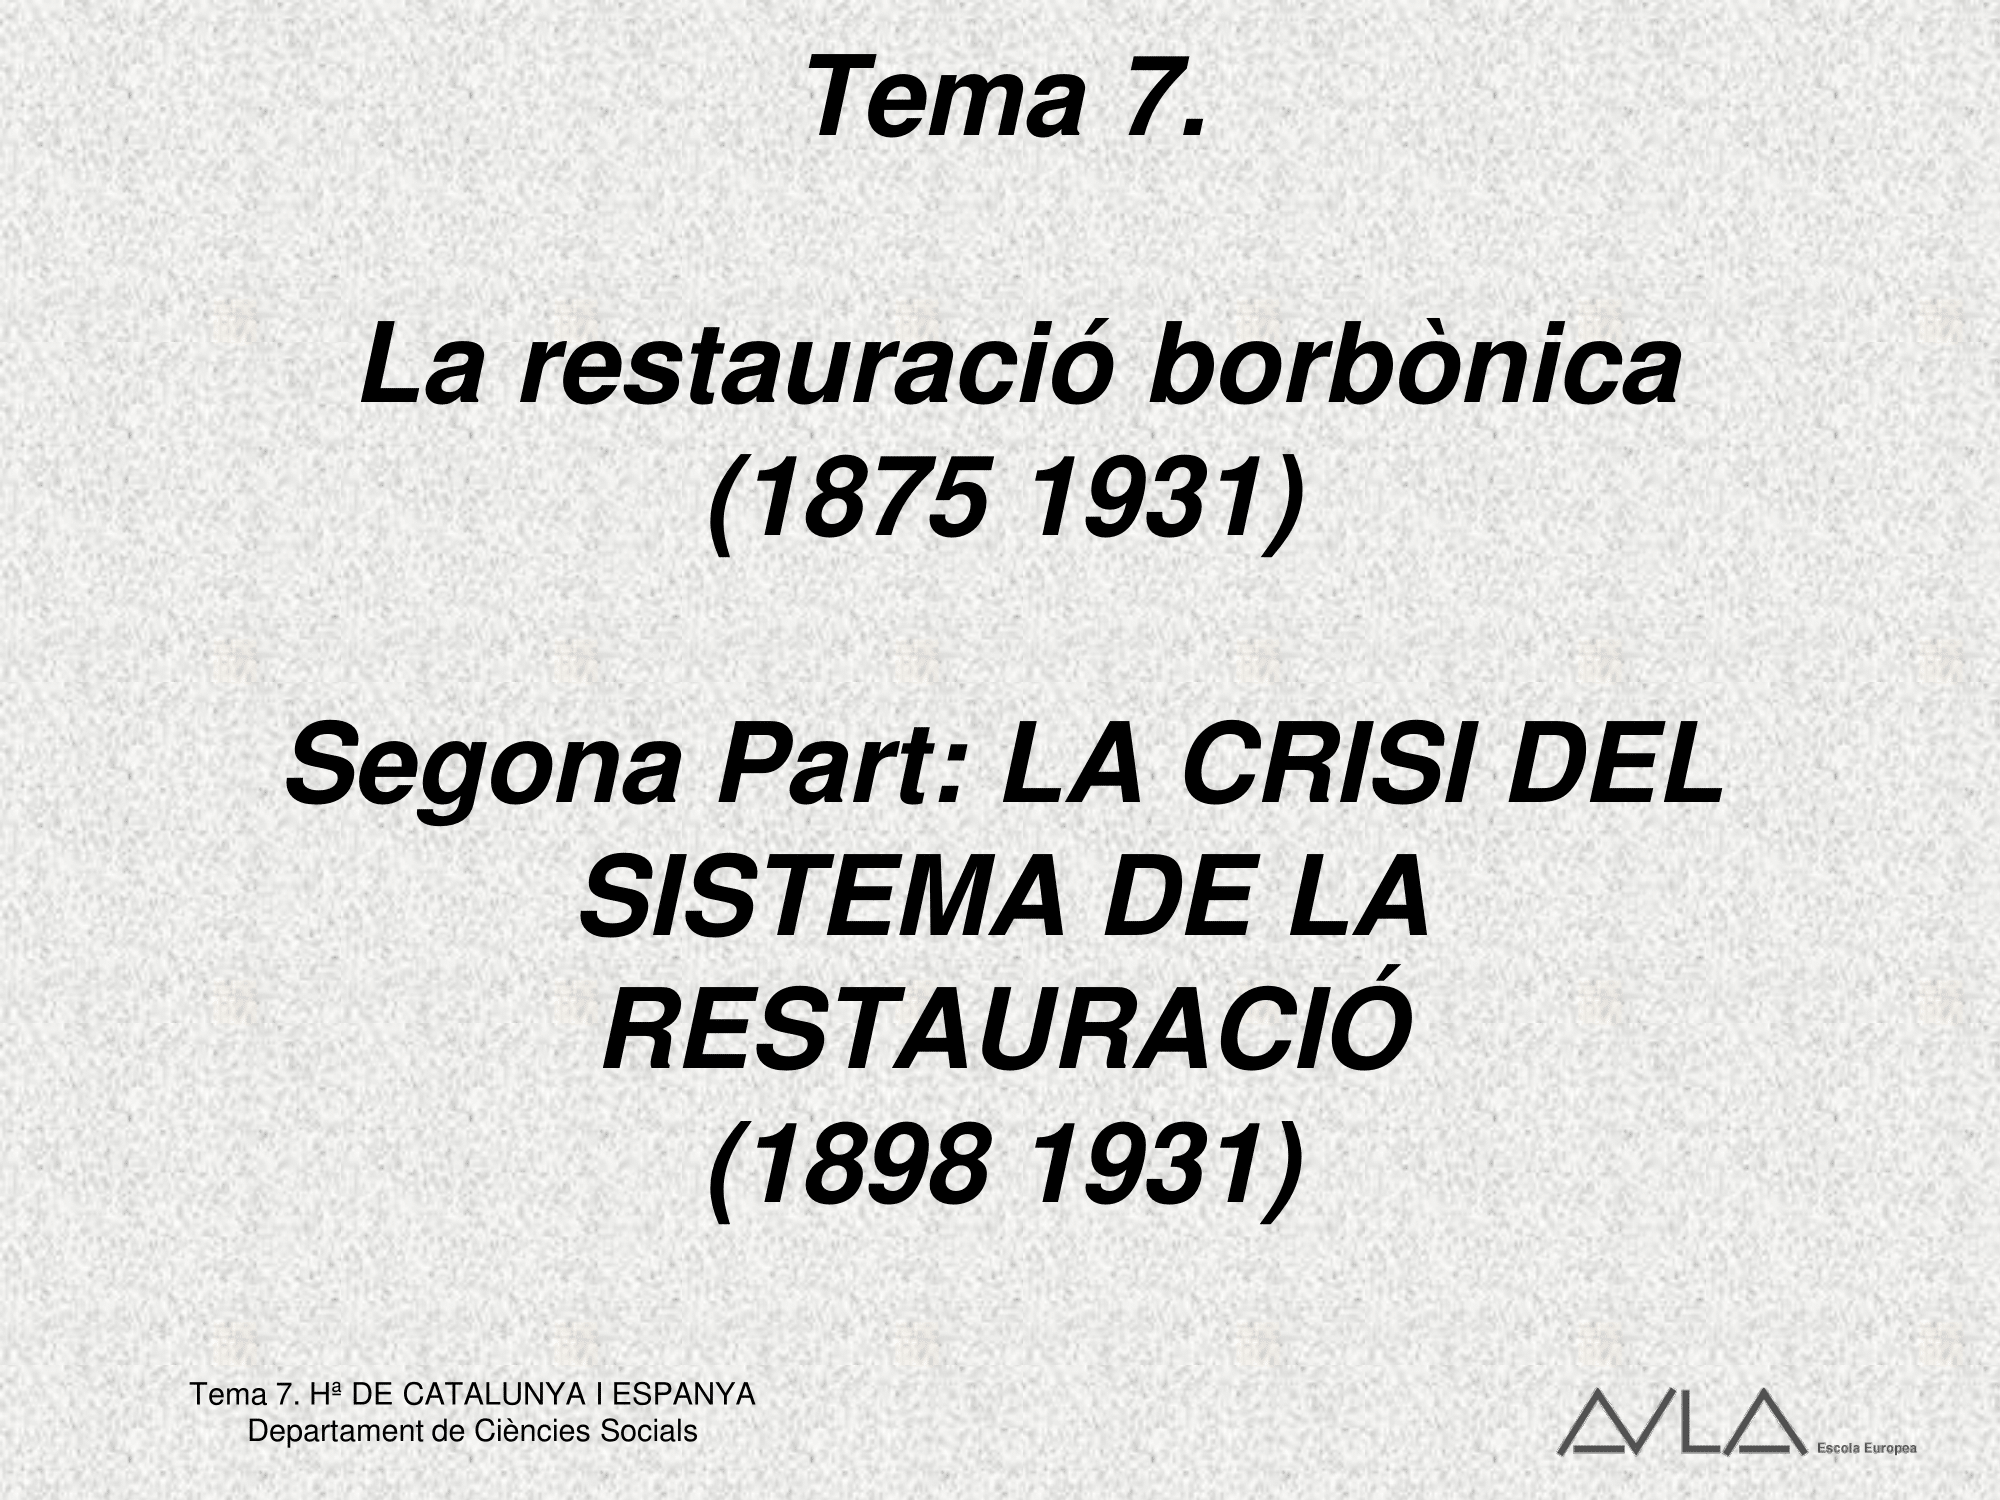 Tema 7.
La restauració borbònica
(1875 1931)
Segona Part: LA CRISI DEL
SISTEMA DE LA
RESTAURACIÓ
(1898 1931)
Tema 7. Hª DE CATALUNYA I ESPANYA
Departament de Ciències Socials
AULA Escola Europea